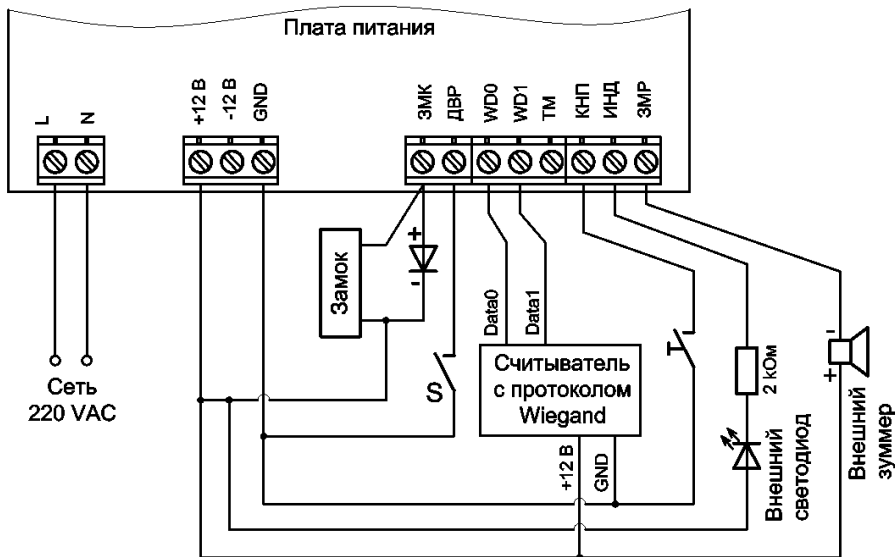 Плата питания
L
N
+12 В
-12 В
GND
ЗМК
ДВР
WD0
WD1
ТМ
КНП
ИНД
ЗМР
+
-
Замок
Data0
Data1
S
Считыватель
с протоколом
Wiegand
+12 В
GND
2 кОм
Внешний
светодиод
-
+
Внешний
зуммер
Сеть
220 VAC